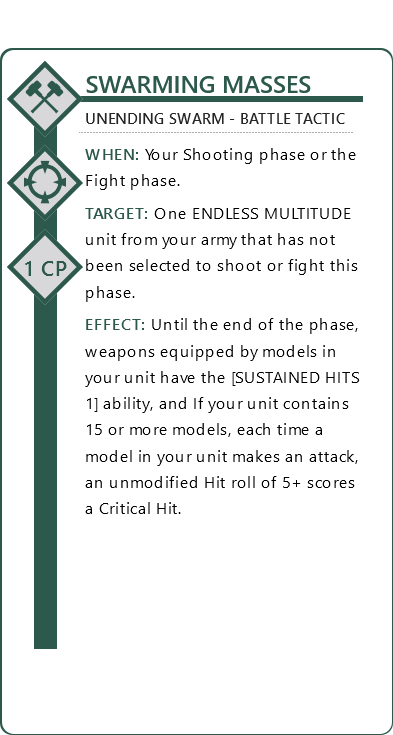 SWARMING MASSES
UNENDING SWARM - BATTLE TACTIC
WHEN: Your Shooting phase or the
Fight phase.
TARGET: One ENDLESS MULTITUDE
unit from your army that has not
been selected to shoot or fight this
phase.
1 CP
EFFECT: Until the end of the phase,
weapons equipped by models in
your unit have the [SUSTAINED HITS
1] ability, and If your unit contains
15 or more models, each time a
model in your unit makes an attack,
an unmodified Hit roll of 5+ scores
a Critical Hit.